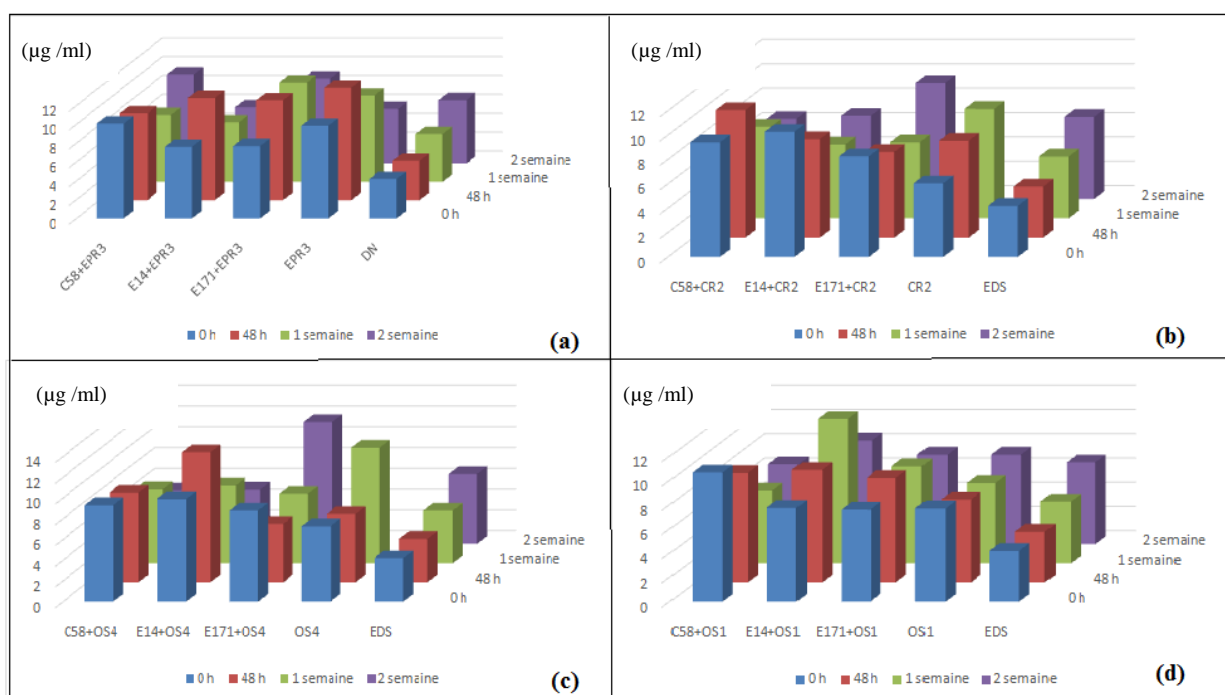 (µg /ml)
12
10
8
6
4
2
0
2 semaine
1 semaine
48 h
0 h
C58+EPR3
E14+EPR3
E171+EPR3
EPR3
DN
0 h 48 h 1 semaine 2 semaine
(a)
(µg /ml)
12
10
8
6
4
2
0
2 semaine
1 semaine
48 h
0 h
C58+CR2 E14+CR2 E171+CR2 CR2 EDS
0 h 48 h 1 semaine 2 semaine
(b)
(µg /ml)
14
12
10
8
6
4
2
0
2 semaine
1 semaine
48 h
0 h
C58+OS4 E14+OS4 E171+OS4 OS4 EDS
0 h 48 h 1 semaine 2 semaine
(c)
(µg /ml)
12
10
8
6
4
2
0
2 semaine
1 semaine
48 h
0 h
C58+OS1 E14+OS1 E171+OS1 OS1 EDS
0 h 48 h 1 semaine 2 semaine
(d)